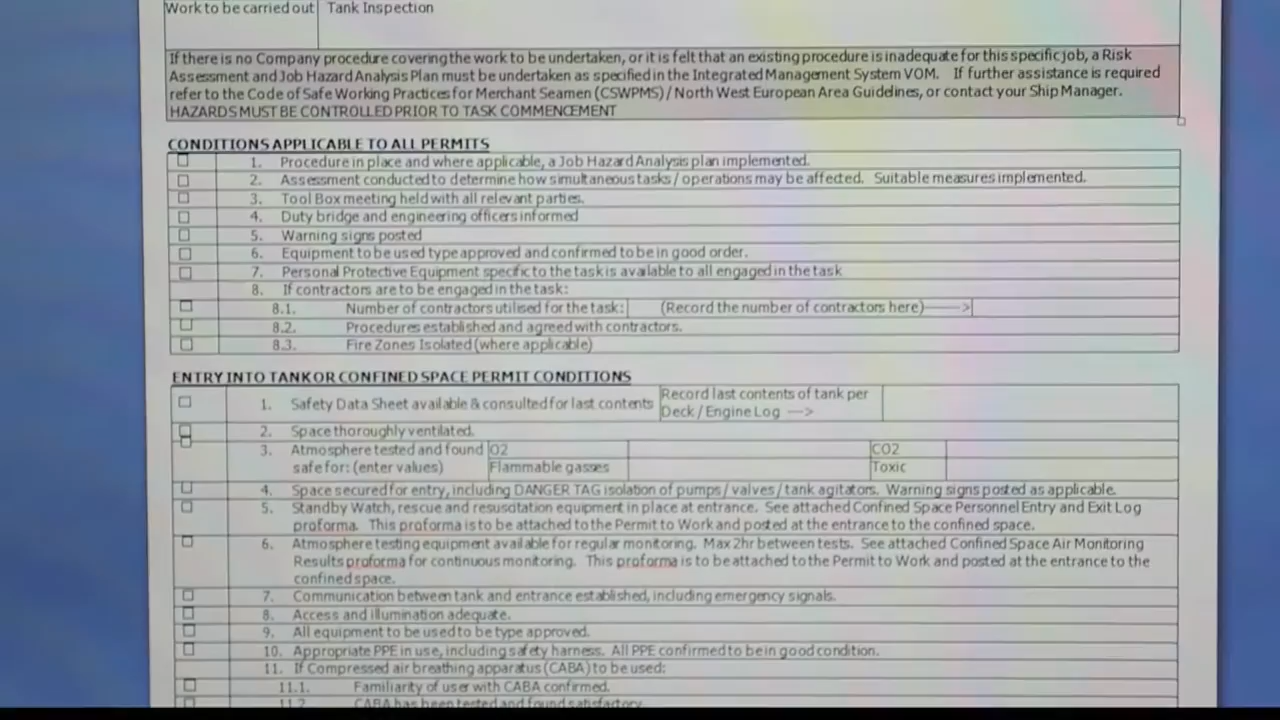 Work to be carried out Tank Inspection
If there is no Company procedure covering the work to be undertaken, or it is felt that an existing procedure is inadequate for this specific job, a Risk
Assessment and Job Hazard Analysis Plan must be undertaken as specified in the Integrated Management System VOM. If further assistance is required
refer to the Code of Safe Working Practices for Merchant Seamen (CSWPMS) / North West European Area Guidelines, or contact your Ship Manager.
HAZARDS MUST BE CONTROLLED PRIOR TO TASK COMMENCEMENT
CONDITIONS APPLICABLE TO ALL PERMITS
1. Procedure in place and where applicable, a Job Hazard Analysis plan implemented.
2. Assessment conducted to determine how simultaneous tasks / operations may be affected. Suitable measures implemented.
3. Tool Box meeting held with all relevant parties.
4. Duty bridge and engineering officers informed
5. Warning signs posted
6. Equipment to be used type approved and confirmed to be in good order.
7. Personal Protective Equipment specific to the task is available to all engaged in the task
8. If contractors are to be engaged in the task:
8.1. Number of contractors utilised for the task: (Record the number of contractors here)---->
8.2. Procedures established and agreed with contractors.
8.3. Fire Zones Isolated (where applicable)
ENTRY INTO TANK OR CONFINED SPACE PERMIT CONDITIONS
1. Safety Data Sheet available & consulted for last contents Record last contents of tank per
Deck / Engine Log --->
2. Space thoroughly ventilated.
3. Atmosphere tested and found O2 CO2
safe for: (enter values) Flammable gasses Toxic
4. Space secured for entry, including DANGER TAG isolation of pumps / valves / tank agitators. Warning signs posted as applicable.
5. Standby Watch, rescue and resuscitation equipment in place at entrance. See attached Confined Space Personnel Entry and Exit Log
proforma. This proforma is to be attached to the Permit to Work and posted at the entrance to the confined space.
6. Atmosphere testing equipment available for regular monitoring. Max 2hr between tests. See attached Confined Space Air Monitoring
Results proforma for continuous monitoring. This proforma is to be attached to the Permit to Work and posted at the entrance to the
confined space.
7. Communication between tank and entrance established, including emergency signals.
8. Access and illumination adequate.
9. All equipment to be used to be type approved.
10. Appropriate PPE in use, including safety harness. All PPE confirmed to be in good condition.
11. If Compressed air breathing apparatus (CABA) to be used:
11.1. Familiarity of user with CABA confirmed.
11.2 CABA has been tested and found satisfactory